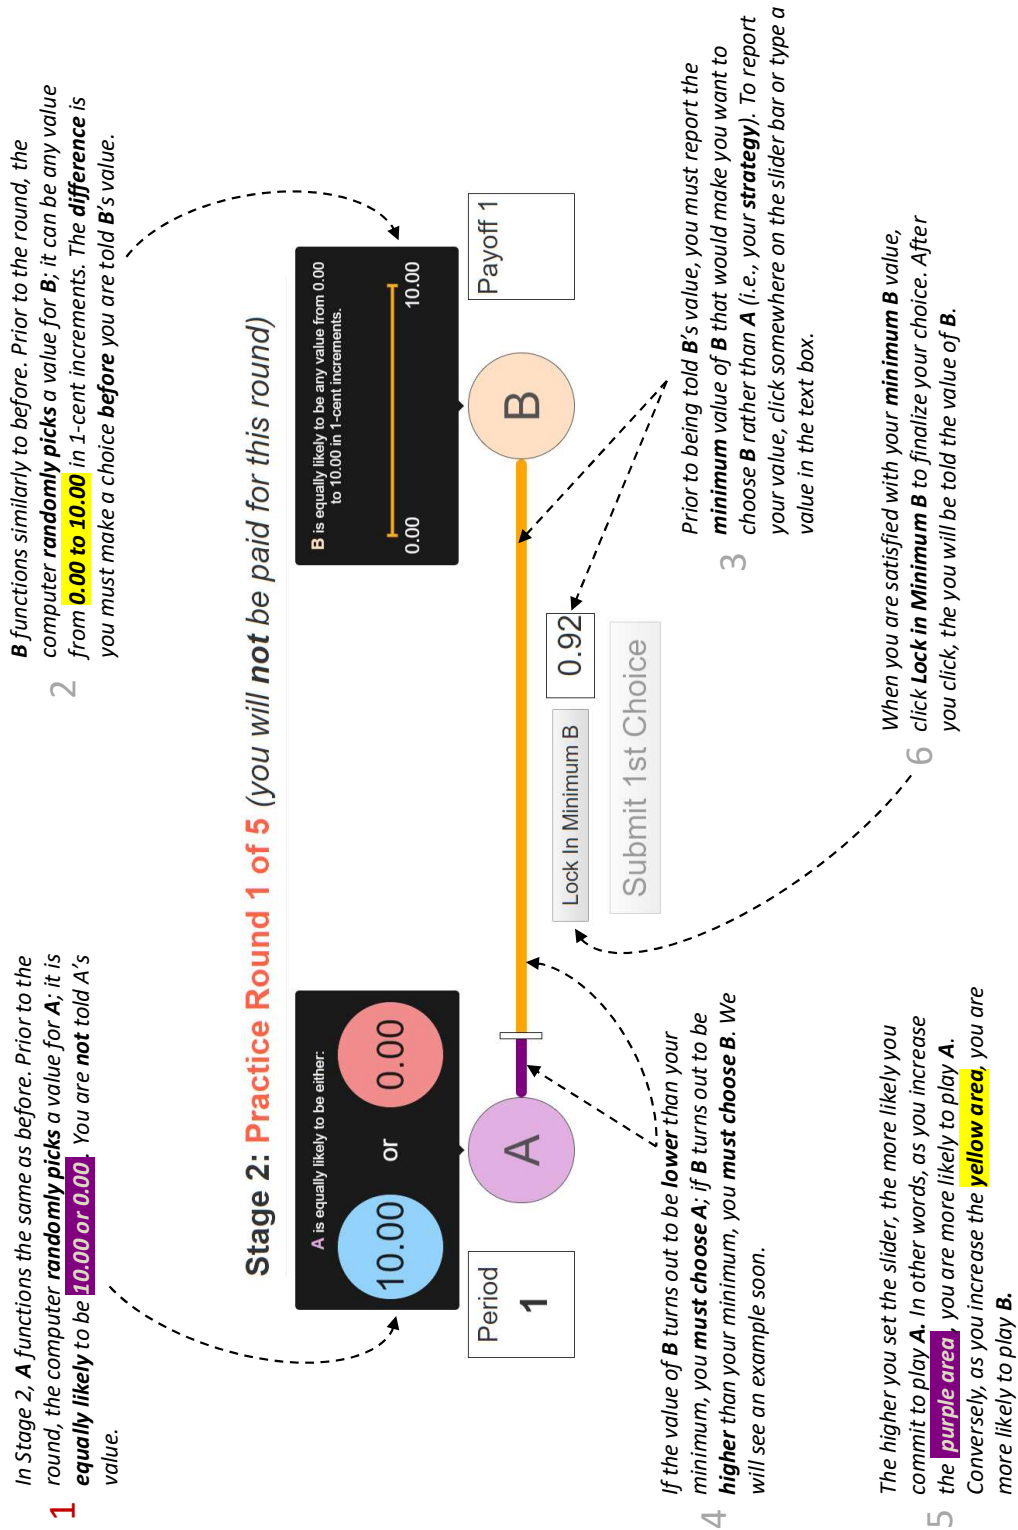 1
In Stage 2, A functions the same as before. Prior to the
round, the computer randomly picks a value for A; it is
equally likely to be 10.00 or 0.00. You are not told A's
value.
2
B functions similarly to before. Prior to the round, the
computer randomly picks a value for B; it can be any value
from 0.00 to 10.00 in 1-cent increments. The difference is
you must make a choice before you are told B's value.
Stage 2: Practice Round 1 of 5 (you will not be paid for this round)
A is equally likely to be either:
10.00 or 0.00
B is equally likely to be any value from 0.00
to 10.00 in 1-cent increments.
0.00 10.00
Period
1
A
B
Payoff 1
Lock In Minimum B 0.92
Submit 1st Choice
3
Prior to being told B's value, you must report the
minimum value of B that would make you want to
choose B rather than A (i.e., your strategy). To report
your value, click somewhere on the slider bar or type a
value in the text box.
4
If the value of B turns out to be lower than your
minimum, you must choose A; if B turns out to be
higher than your minimum, you must choose B. We
will see an example soon.
5
The higher you set the slider, the more likely you
commit to play A. In other words, as you increase
the purple area, you are more likely to play A.
Conversely, as you increase the yellow area, you are
more likely to play B.
6
When you are satisfied with your minimum B value,
click Lock in Minimum B to finalize your choice. After
you click, the you will be told the value of B.